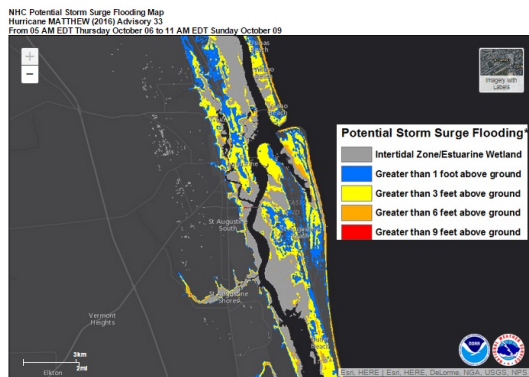 NHC Potential Storm Surge Flooding Map
Hurricane MATTHEW (2016) Advisory 33
From 05 AM EDT Thursday October 06 to 11 AM EDT Sunday October 09
+
−
Imagery with
Labels
Potential Storm Surge Flooding*
Intertidal Zone/Estuarine Wetland
Greater than 1 foot above ground
Greater than 3 feet above ground
Greater than 6 feet above ground
Greater than 9 feet above ground
St Augustine
South
Shores
Vermont
Heights
Beach
3km
2mi
Elkton
NOAA
Esri, HERE | Esri, HERE, DeLorme, NGA, USGS, NPS